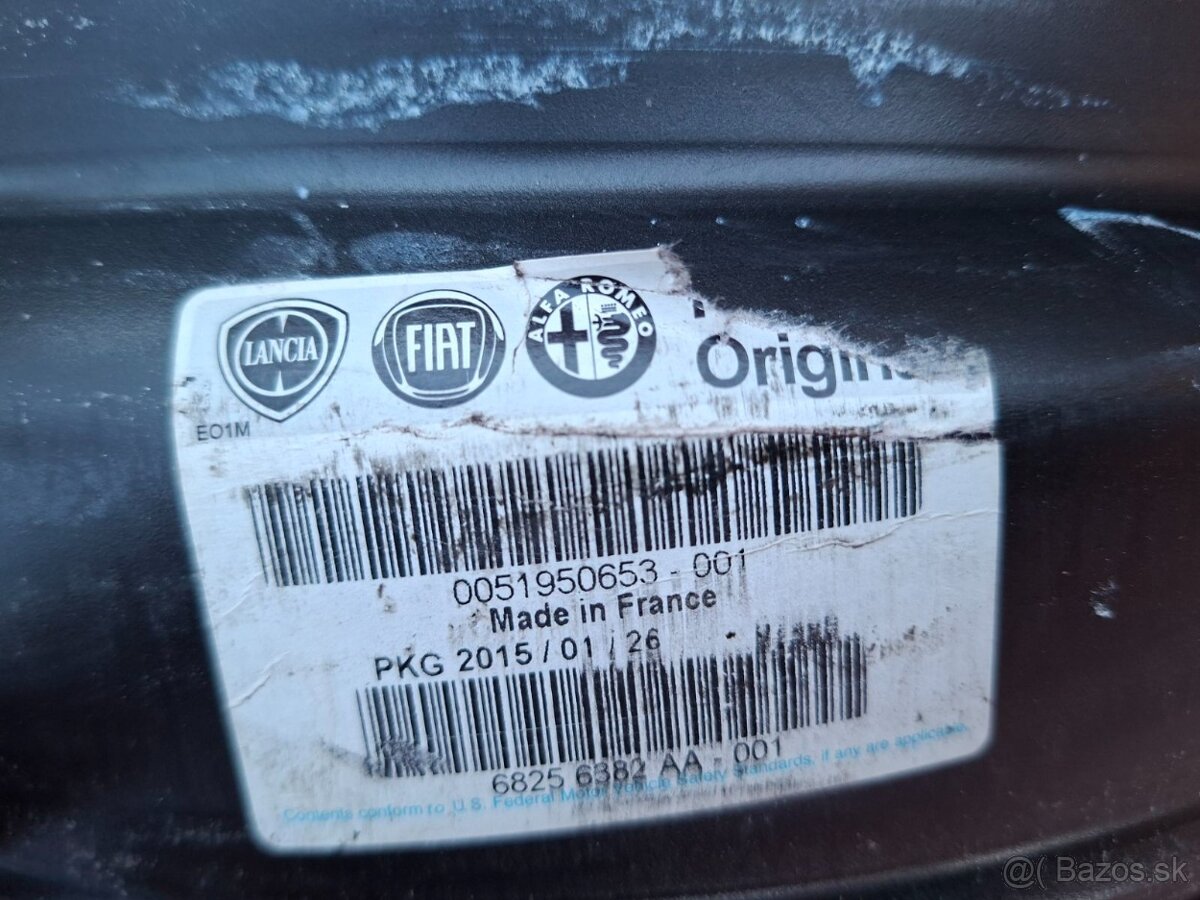 LANCIA FIAT ALFA ROMEO
Origin
E01M
0051950653 - 001
Made in France
PKG 2015 / 01 / 26
6825 6382 AA - 001
Contents conform to U.S. Federal Motor Vehicle Safety Standards, if any are applicable.
@( Bazos.sk